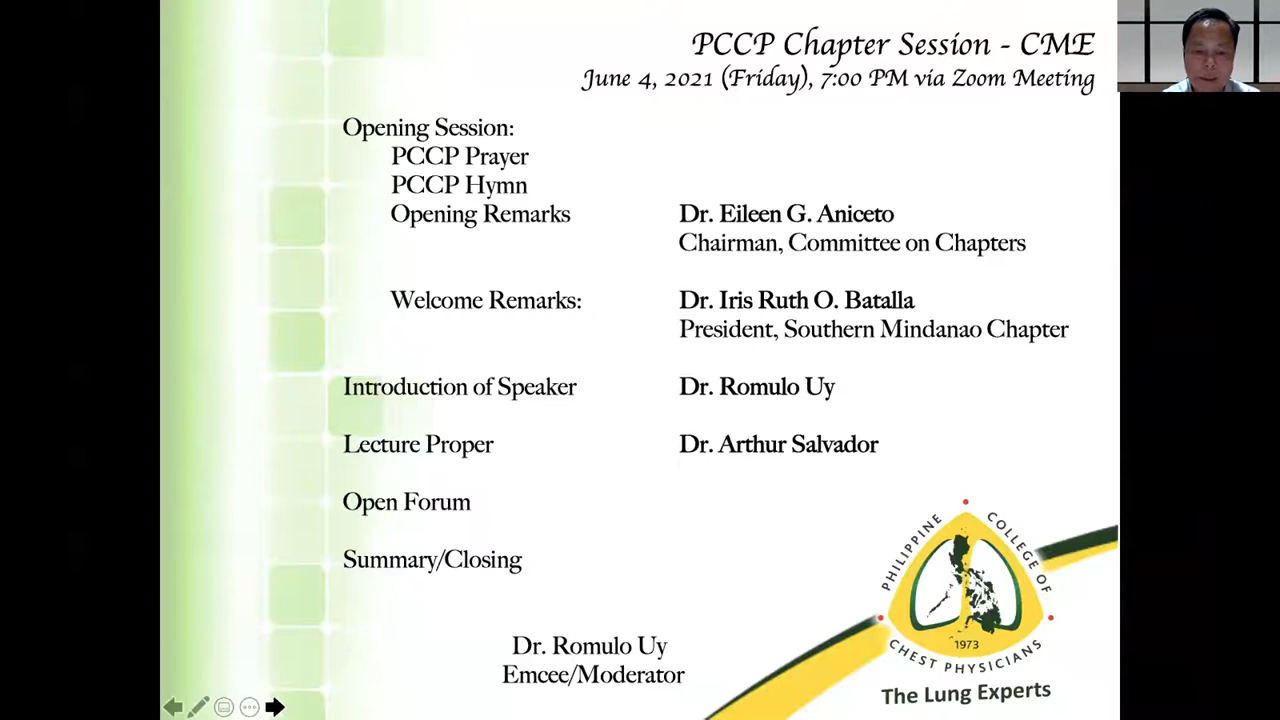 PCCP Chapter Session - CME
June 4, 2021 (Friday), 7:00 PM via Zoom Meeting
Opening Session:
PCCP Prayer
PCCP Hymn
Opening Remarks Dr. Eileen G. Aniceto
Chairman, Committee on Chapters
Welcome Remarks: Dr. Iris Ruth O. Batalla
President, Southern Mindanao Chapter
Introduction of Speaker Dr. Romulo Uy
Lecture Proper Dr. Arthur Salvador
Open Forum
Summary/Closing
Dr. Romulo Uy
Emcee/Moderator
PHILIPPINE COLLEGE OF
CHEST PHYSICIANS
1973
The Lung Experts